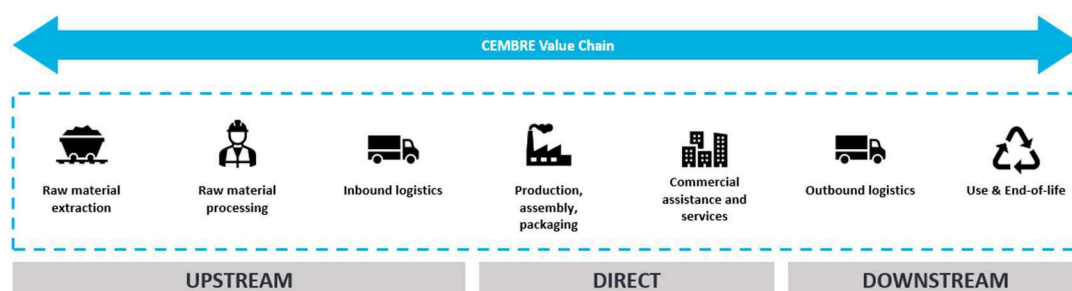 CEMBRE Value Chain
Raw material
extraction
Raw material
processing
Inbound logistics
Production,
assembly,
packaging
Commercial
assistance and
services
Outbound logistics
Use & End-of-life
UPSTREAM
DIRECT
DOWNSTREAM